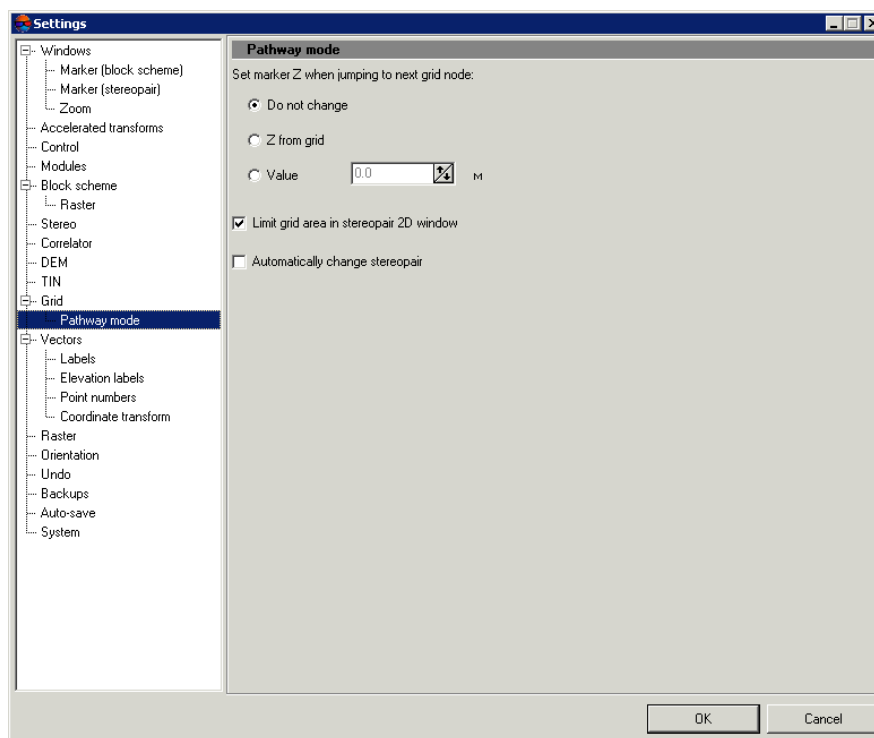 Settings
Windows
Marker (block scheme)
Marker (stereopair)
Zoom
Accelerated transforms
Control
Modules
Block scheme
Raster
Stereo
Correlator
DEM
TIN
Grid
Pathway mode
Vectors
Labels
Elevation labels
Point numbers
Coordinate transform
Raster
Orientation
Undo
Backups
Auto-save
System
Pathway mode
Set marker Z when jumping to next grid node:
Do not change
Z from grid
Value 0.0 м
Limit grid area in stereopair 2D window
Automatically change stereopair
OK Cancel